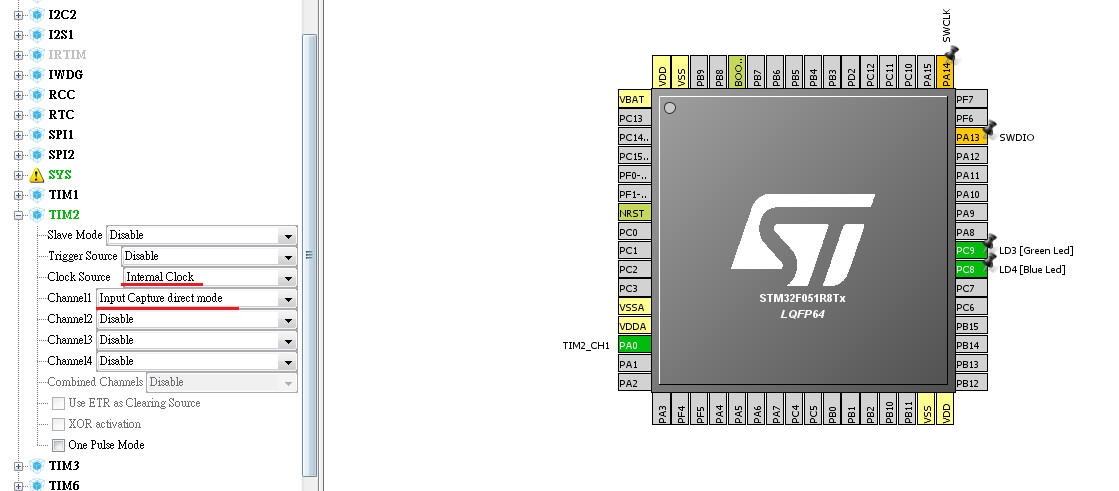 I2C2
I2S1
IRTIM
IWDG
RCC
RTC
SPI1
SPI2
SYS
TIM1
TIM2
Slave Mode Disable
Trigger Source Disable
Clock Source Internal Clock
Channel1 Input Capture direct mode
Channel2 Disable
Channel3 Disable
Channel4 Disable
Combined Channels Disable
Use ETR as Clearing Source
XOR activation
One Pulse Mode
TIM3
TIM6
SWCLK
VDD
VSS
PB9
PB8
BOO..
PB7
PB6
PB5
PB4
PB3
PD2
PC12
PC11
PC10
PA15
PA14
VBAT
PC13
PC14..
PC15..
PF0-..
PF1-..
NRST
PC0
PC1
PC2
PC3
VSSA
VDDA
TIM2_CH1 PA0
PA1
PA2
ST
STM32F051R8Tx
LQFP64
PF7
PF6
PA13 SWDIO
PA12
PA11
PA10
PA9
PA8
PC9 LD3 [Green Led]
PC8 LD4 [Blue Led]
PC7
PC6
PB15
PB14
PB13
PB12
PA3
PF4
PF5
PA4
PA5
PA6
PA7
PC4
PC5
PB0
PB1
PB2
PB10
PB11
VSS
VDD